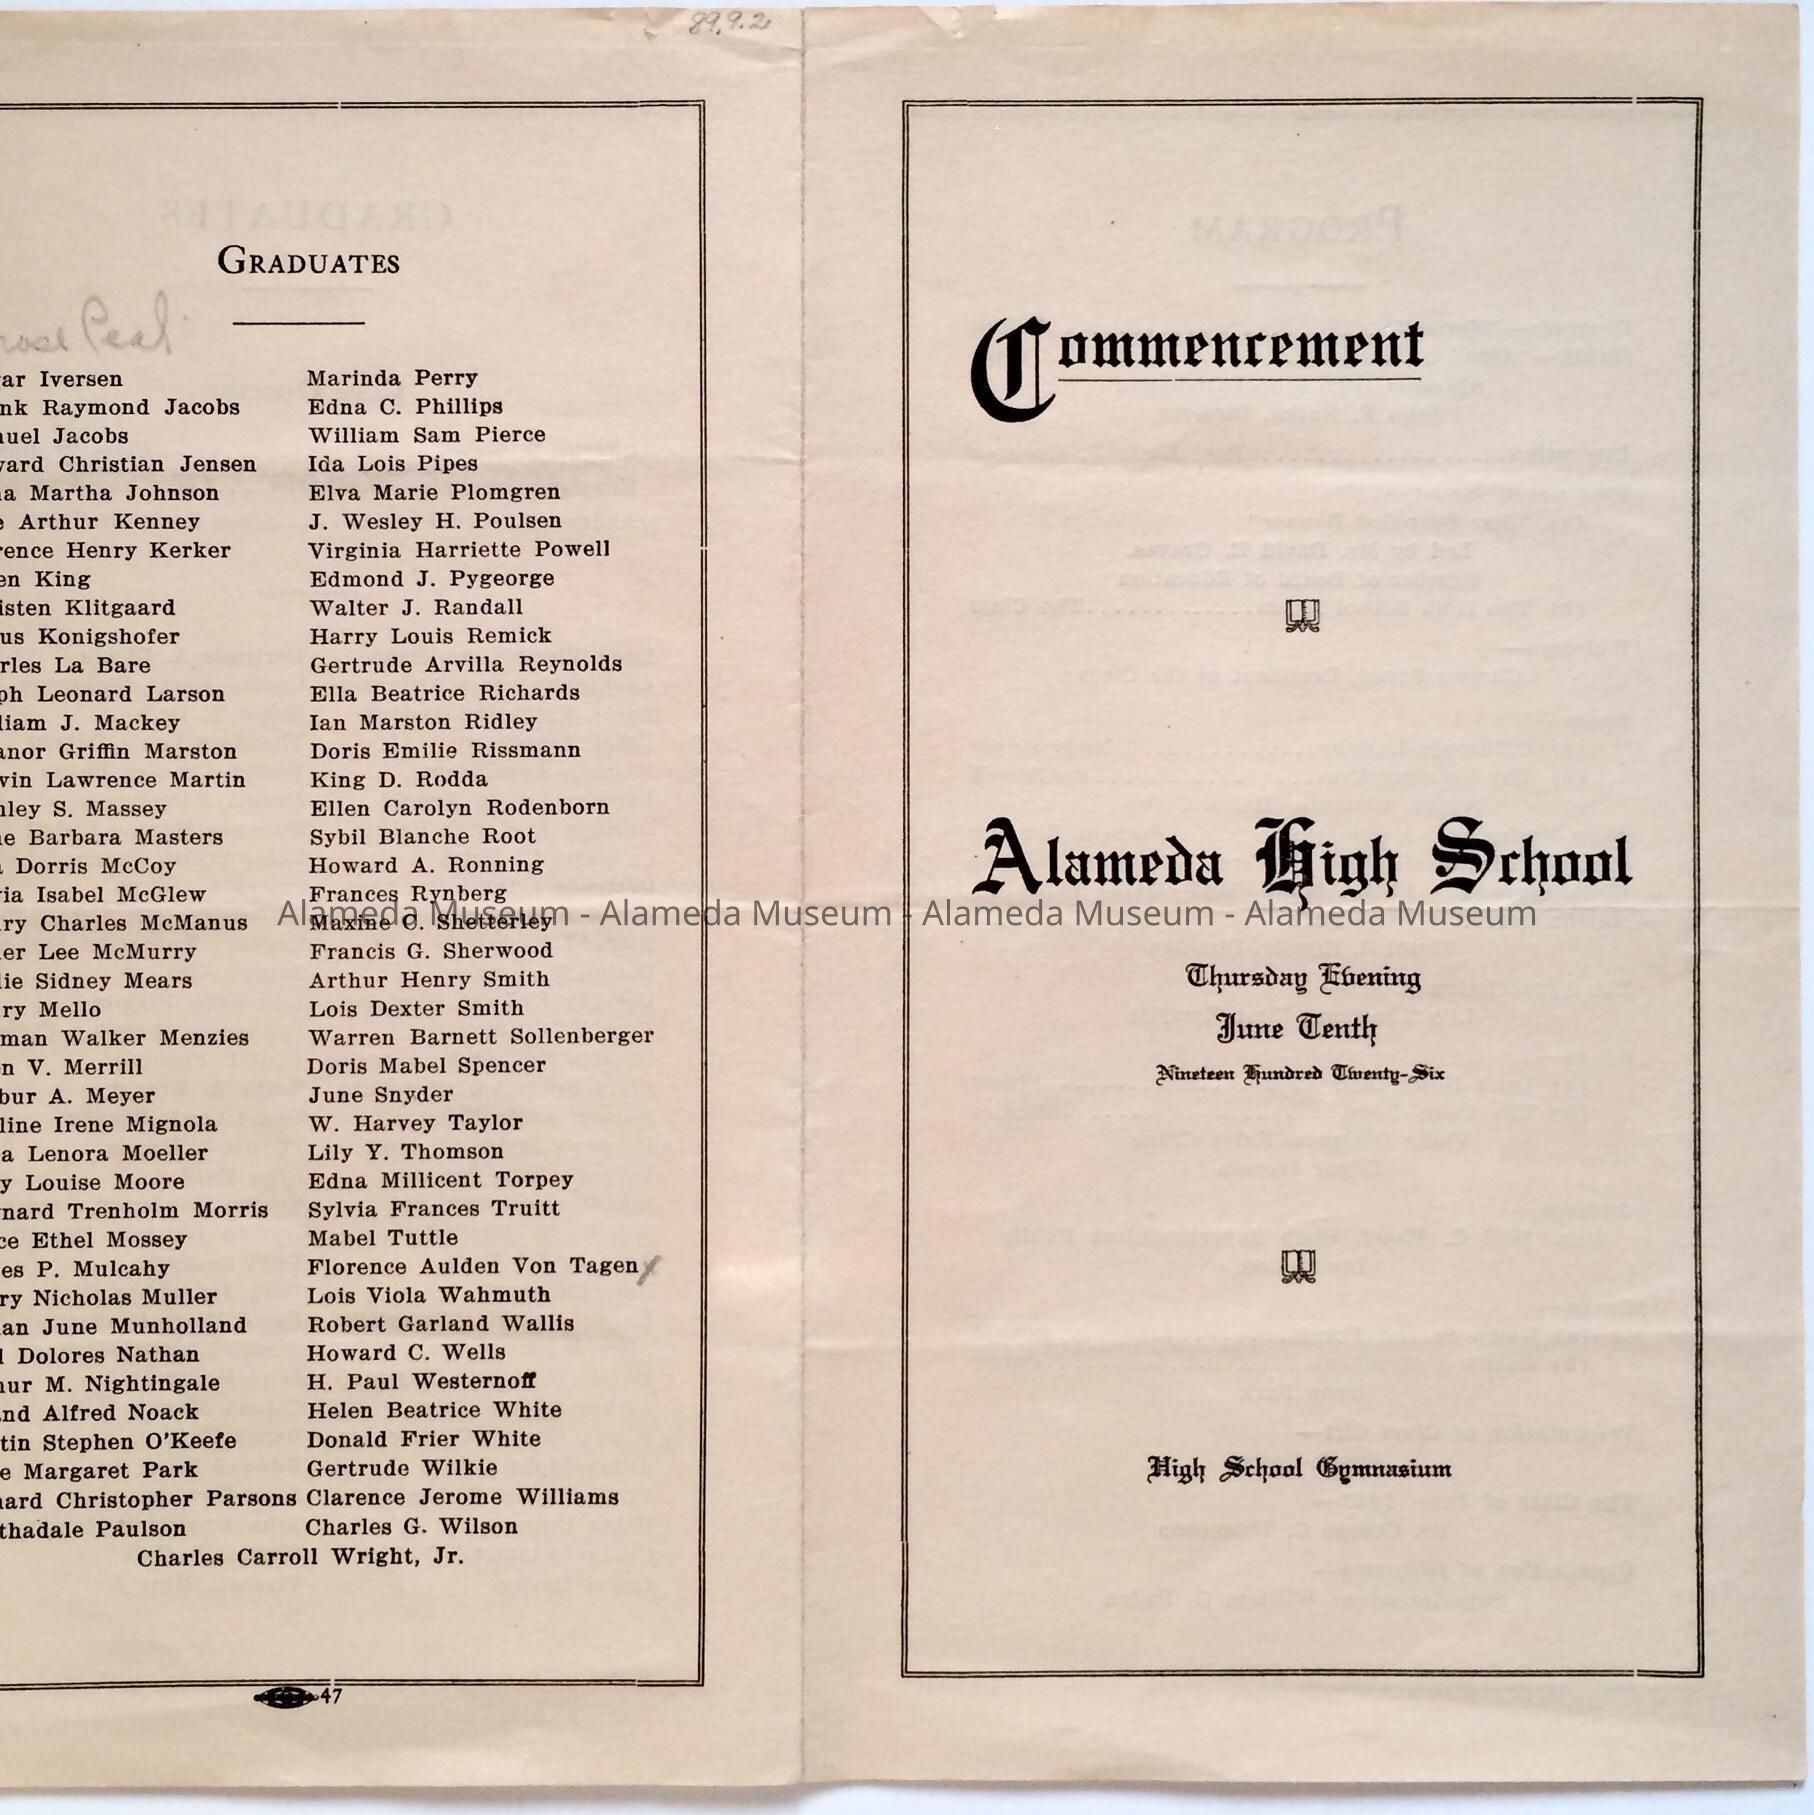 89.9.2
GRADUATES
ar Iversen
nk Raymond Jacobs
uel Jacobs
ard Christian Jensen
a Martha Johnson
e Arthur Kenney
rence Henry Kerker
en King
isten Klitgaard
us Konigshofer
rles La Bare
ph Leonard Larson
liam J. Mackey
anor Griffin Marston
vin Lawrence Martin
nley S. Massey
ne Barbara Masters
Dorris McCoy
ria Isabel McGlew
ry Charles McManus
er Lee McMurry
lie Sidney Mears
ry Mello
man Walker Menzies
n V. Merrill
bur A. Meyer
line Irene Mignola
a Lenora Moeller
y Louise Moore
nard Trenholm Morris
ce Ethel Mossey
es P. Mulcahy
ry Nicholas Muller
an June Munholland
l Dolores Nathan
hur M. Nightingale
nd Alfred Noack
tin Stephen O'Keefe
e Margaret Park
hard Christopher Parsons
thadale Paulson
Marinda Perry
Edna C. Phillips
William Sam Pierce
Ida Lois Pipes
Elva Marie Plomgren
J. Wesley H. Poulsen
Virginia Harriette Powell
Edmond J. Pygeorge
Walter J. Randall
Harry Louis Remick
Gertrude Arvilla Reynolds
Ella Beatrice Richards
Ian Marston Ridley
Doris Emilie Rissmann
King D. Rodda
Ellen Carolyn Rodenborn
Sybil Blanche Root
Howard A. Ronning
Frances Rynberg
Maxine C. Shetterley
Francis G. Sherwood
Arthur Henry Smith
Lois Dexter Smith
Warren Barnett Sollenberger
Doris Mabel Spencer
June Snyder
W. Harvey Taylor
Lily Y. Thomson
Edna Millicent Torpey
Sylvia Frances Truitt
Mabel Tuttle
Florence Aulden Von Tagen
Lois Viola Wahmuth
Robert Garland Wallis
Howard C. Wells
H. Paul Westernoff
Helen Beatrice White
Donald Frier White
Gertrude Wilkie
Clarence Jerome Williams
Charles G. Wilson
Charles Carroll Wright, Jr.
47
Commencement
Alameda High School
Alameda Museum - Alameda Museum - Alameda Museum - Alameda Museum
Thursday Evening
June Tenth
Nineteen Hundred Twenty-Six
High School Gymnasium